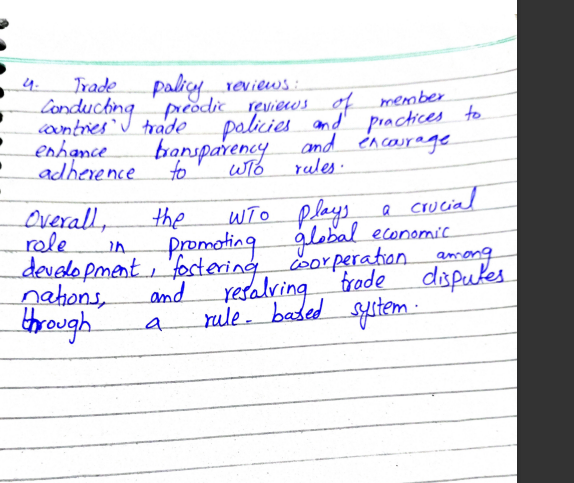 4. Trade palicy reviews:
Conducting preodic reviews of member
countries' trade policies and practices to
enhance transparency and encourage
adherence to WTO rules.
Overall, the WTO plays a crucial
role in promoting global economic
development, fostering coorperation among
nations, and resalving trade disputes
through a rule-based system.